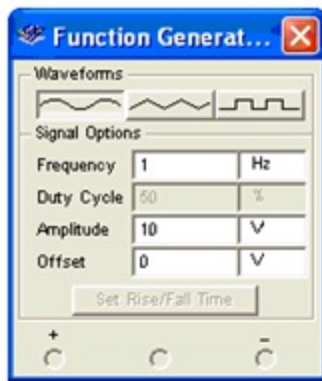 Function Generat...
Waveforms
Signal Options
Frequency 1 Hz
Duty Cycle 50 %
Amplitude 10 V
Offset 0 V
Set Rise/Fall Time
+ −